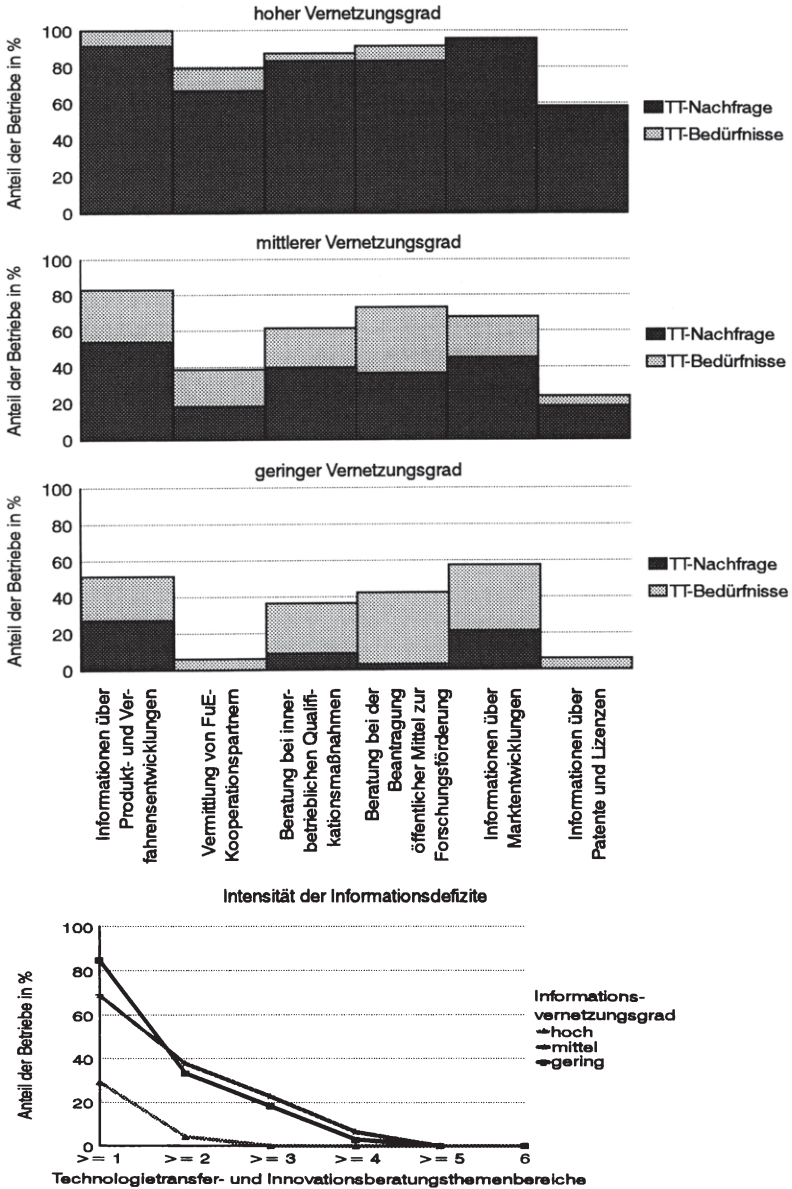 hoher Vernetzungsgrad
Anteil der Betriebe in %
100
80
60
40
20
0
TT-Nachfrage
TT-Bedürfnisse
mittlerer Vernetzungsgrad
Anteil der Betriebe in %
100
80
60
40
20
0
TT-Nachfrage
TT-Bedürfnisse
geringer Vernetzungsgrad
Anteil der Betriebe in %
100
80
60
40
20
0
TT-Nachfrage
TT-Bedürfnisse
Informationen über
Produkt- und Ver-
fahrensentwicklungen
Vermittlung von FuE-
Kooperationspartnern
Beratung bei inner-
betrieblichen Qualifi-
kationsmaßnahmen
Beratung bei der
Beantragung
öffentlicher Mittel zur
Forschungsförderung
Informationen über
Marktentwicklungen
Informationen über
Patente und Lizenzen
Intensität der Informationsdefizite
Anteil der Betriebe in %
100
80
60
40
20
0
>= 1
>= 2
>= 3
>= 4
>= 5
6
Informations-
vernetzungsgrad
hoch
mittel
gering
Technologietransfer- und Innovationsberatungsthemenbereiche